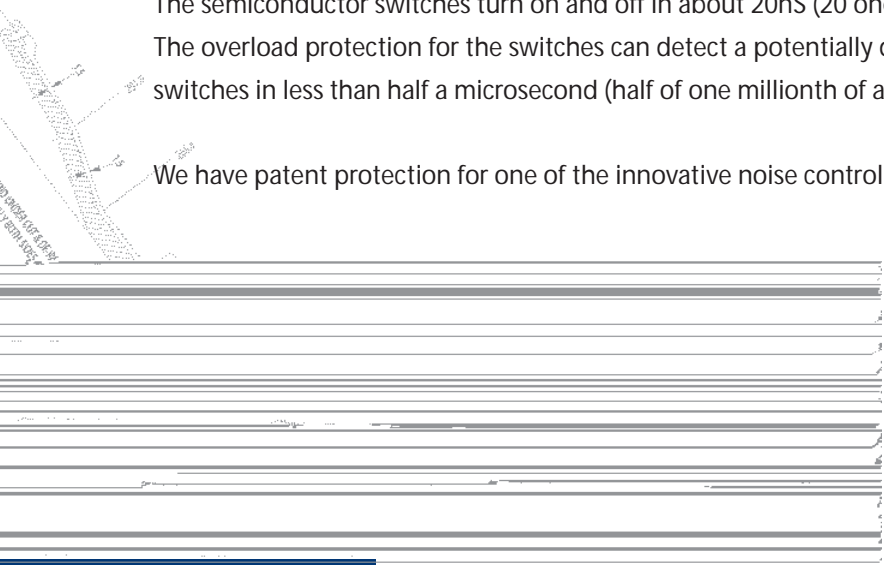 The semiconductor switches turn on and off in about 20nS (20 one
The overload protection for the switches can detect a potentially
switches in less than half a microsecond (half of one millionth of a
We have patent protection for one of the innovative noise control